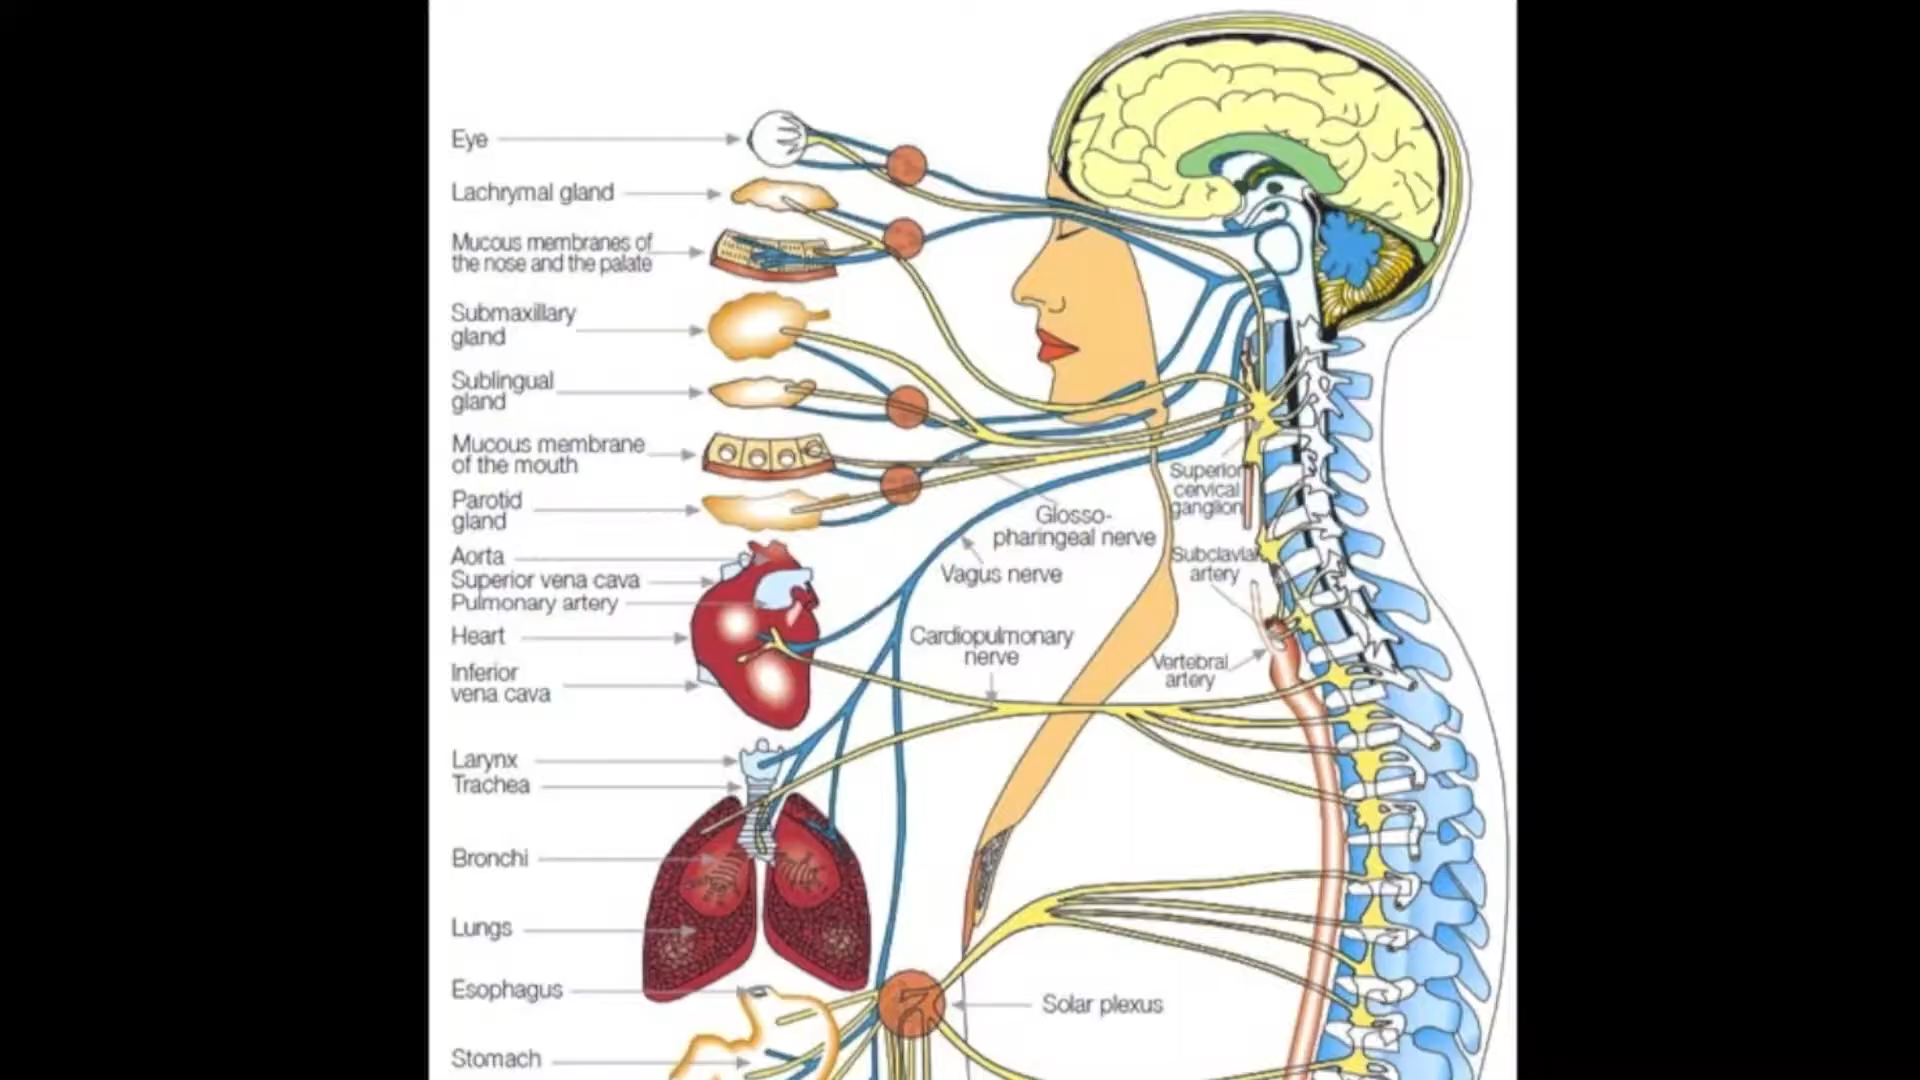 Eye
Lachrymal gland
Mucous membranes of
the nose and the palate
Submaxillary
gland
Sublingual
gland
Mucous membrane
of the mouth
Parotid
gland
Aorta
Superior vena cava
Pulmonary artery
Heart
Inferior
vena cava
Larynx
Trachea
Bronchi
Lungs
Esophagus
Stomach
Superior
cervical
ganglion
Glosso-
pharingeal nerve
Vagus nerve
Subclavian
artery
Cardiopulmonary
nerve
Vertebral
artery
Solar plexus